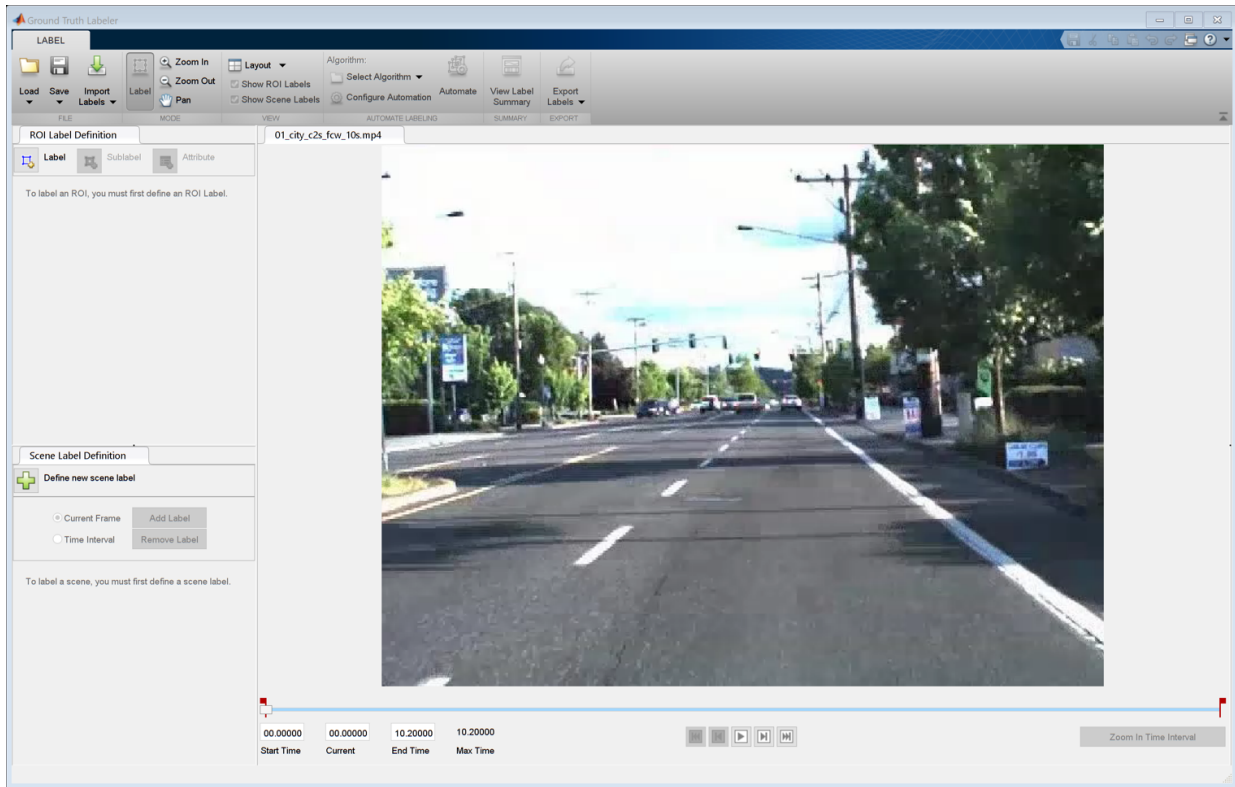 Ground Truth Labeler
LABEL
Load
Save
Import
Labels
Label
Zoom In
Zoom Out
Pan
Layout
Show ROI Labels
Show Scene Labels
Algorithm:
Select Algorithm
Configure Automation
Automate
View Label
Summary
Export
Labels
FILE
MODE
VIEW
AUTOMATE LABELING
SUMMARY
EXPORT
ROI Label Definition
Label
Sublabel
Attribute
To label an ROI, you must first define an ROI Label.
01_city_c2s_fcw_10s.mp4
Scene Label Definition
Define new scene label
Current Frame
Add Label
Time Interval
Remove Label
To label a scene, you must first define a scene label.
00.00000
00.00000
10.20000
10.20000
Start Time
Current
End Time
Max Time
Zoom In Time Interval